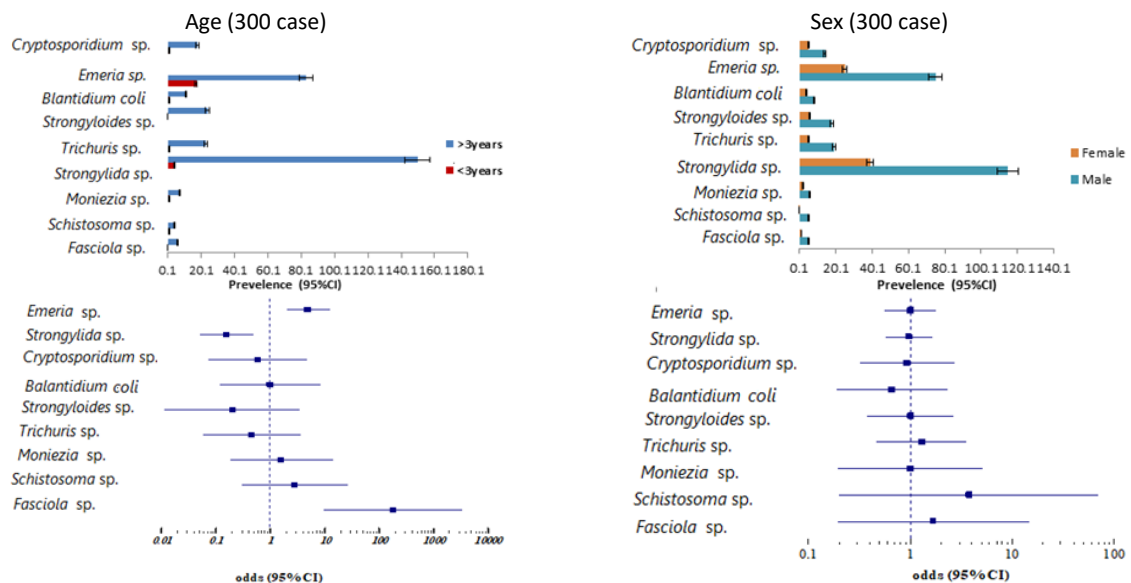 Age (300 case)
Cryptosporidium sp.
Emeria sp.
Blantidium coli
Strongyloides sp.
Trichuris sp.
Strongylida sp.
Moniezia sp.
Schistosoma sp.
Fasciola sp.
>3years
<3years
0.1 20.1 40.1 60.1 80.1 100.1 120.1 140.1 160.1 180.1
Prevelence (95%CI)
Emeria sp.
Strongylida sp.
Cryptosporidium sp.
Balantidium coli
Strongyloides sp.
Trichuris sp.
Moniezia sp.
Schistosoma sp.
Fasciola sp.
0.01 0.1 1 10 100 1000 10000
odds (95%CI)
Sex (300 case)
Cryptosporidium sp.
Emeria sp.
Blantidium coli
Strongyloides sp.
Trichuris sp.
Strongylida sp.
Moniezia sp.
Schistosoma sp.
Fasciola sp.
Female
Male
0.1 20.1 40.1 60.1 80.1 100.1 120.1 140.1
Prevelence (95%CI)
Emeria sp.
Strongylida sp.
Cryptosporidium sp.
Balantidium coli
Strongyloides sp.
Trichuris sp.
Moniezia sp.
Schistosoma sp.
Fasciola sp.
0.1 1 10 100
odds (95%CI)